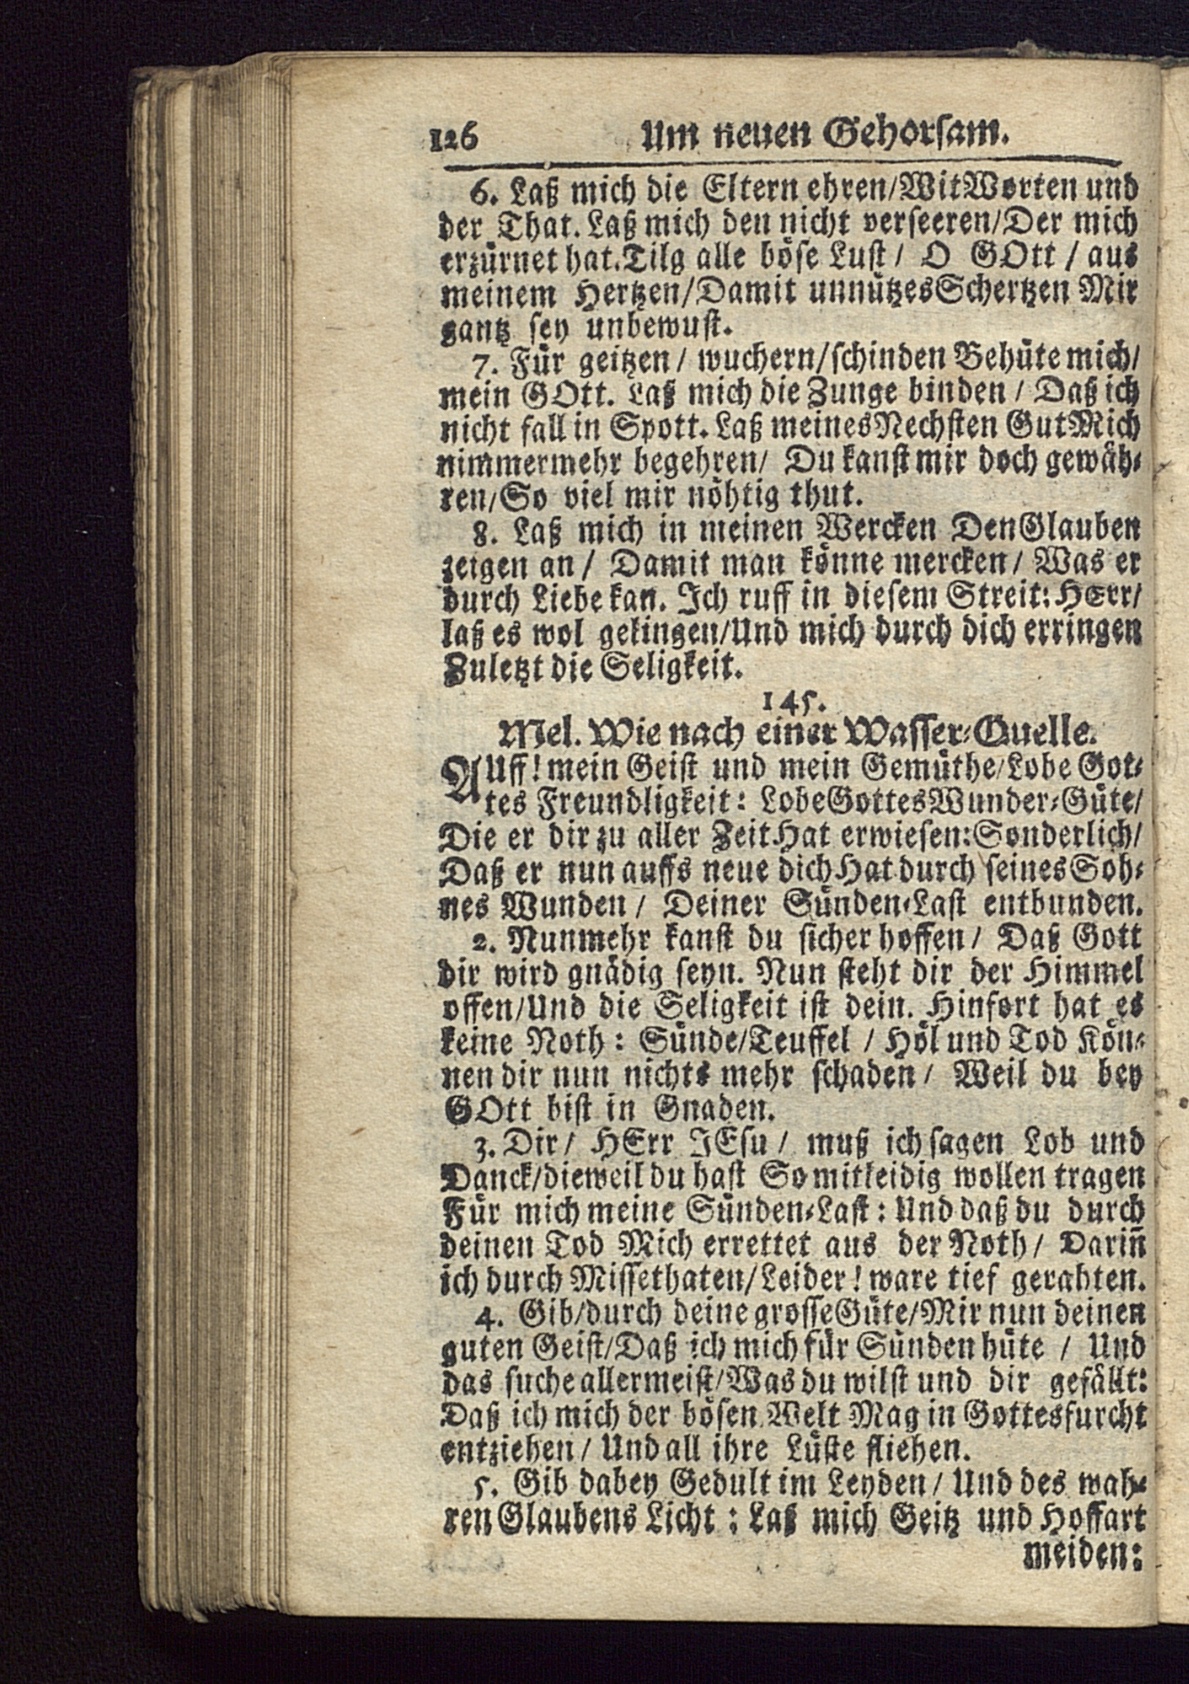 126 Um neuen Gehorsam.
6. Laß mich die Eltern ehren/Wit Worten und
der That. Laß mich den nicht verseeren/Der mich
erzürnet hat. Tilg alle böse Lust / O GOtt / aus
meinem Hertzen/Damit unnützes Schertzen Mir
gantz sey unbewust.
7. Für geitzen / wuchern/schinden Behüte mich/
mein GOtt. Laß mich die Zunge binden / Daß ich
nicht fall in Spott. Laß meines Nechsten Gut Mich
nimmermehr begehren/ Du kanst mir doch gewäh-
ren/So viel mir nöhtig thut.
8. Laß mich in meinen Wercken Den Glauben
zeigen an / Damit man könne mercken / Was er
durch Liebe kan. Ich ruff in diesem Streit: HErr/
laß es wol gekingen/Und mich durch dich erringen
Zuletzt die Seligkeit.
145.
Mel. Wie nach einer Wasser-Quelle.
AUff! mein Geist und mein Gemüthe/Lobe Got-
tes Freundligkeit: Lobe Gottes Wunder-Güte/
Die er dir zu aller Zeit Hat erwiesen: Sonderlich/
Daß er nun auffs neue dich Hat durch seines Soh-
nes Wunden / Deiner Sünden-Last entbunden.
2. Nunmehr kanst du sicher hoffen / Daß Gott
dir wird gnädig seyn. Nun steht dir der Himmel
offen/Und die Seligkeit ist dein. Hinfort hat es
keine Noth: Sünde/Teuffel / Höl und Tod Kön-
nen dir nun nichts mehr schaden / Weil du bey
GOtt bist in Gnaden.
3. Dir / HErr JEsu / muß ich sagen Lob und
Danck/dieweil du hast So mitleidig wollen tragen
Für mich meine Sünden-Last: Und daß du durch
deinen Tod Mich errettet aus der Noth / Dariñ
ich durch Missethaten/Leider! ware tief gerahten.
4. Gib/durch deine grosse Güte/Mir nun deinen
guten Geist/Daß ich mich für Sünden hüte / Und
das suche allermeist/Was du wilst und dir gefällt:
Daß ich mich der bösen Welt Mag in Gottesfurcht
entziehen / Und all ihre Lüste fliehen.
5. Gib dabey Gedult im Leyden / Und des wah-
ren Glaubens Licht: Laß mich Geitz und Hoffart
meiden: